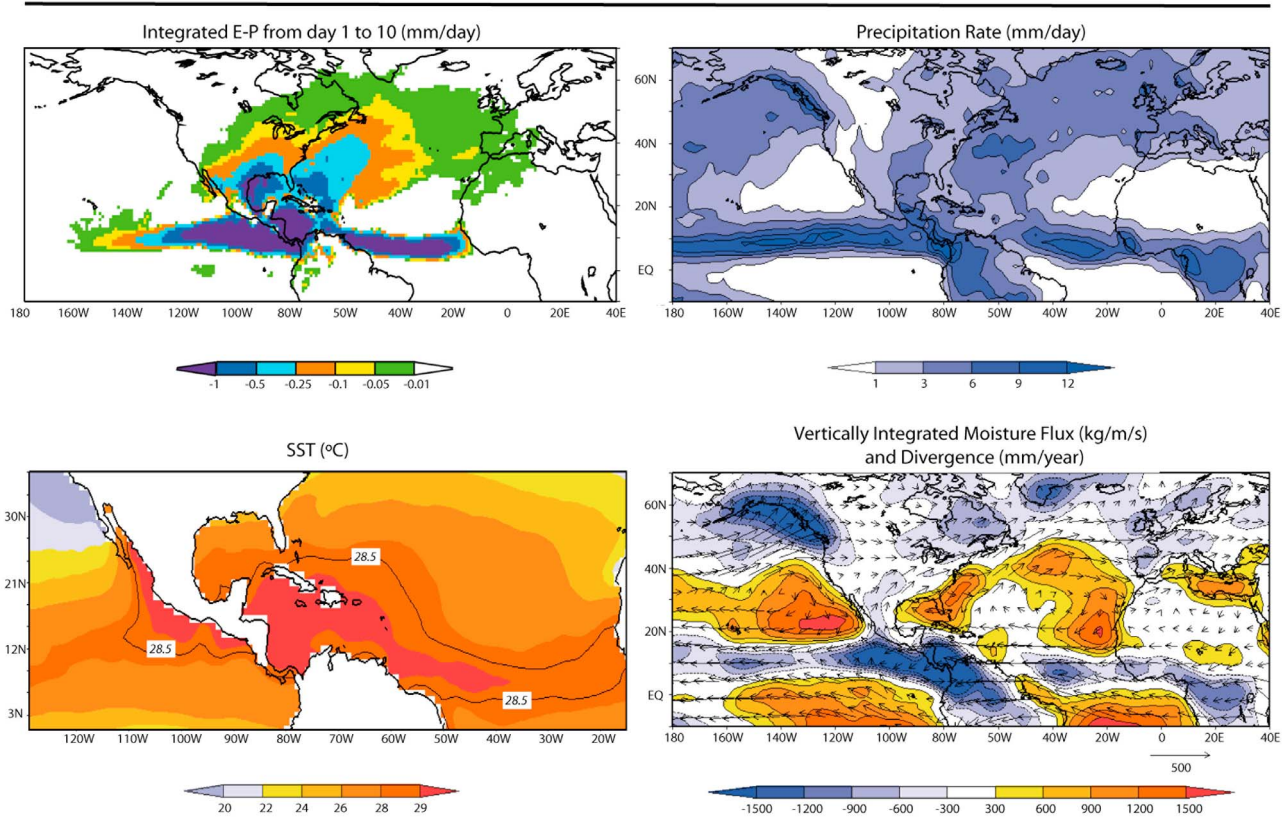 Integrated E-P from day 1 to 10 (mm/day)
160W 140W 120W 100W 80W 60W 50W 40W 20W 0 20E 40E
-1 -0.5 -0.25 -0.1 -0.05 -0.01
Precipitation Rate (mm/day)
60N
40N
20N
EQ
180 160W 140W 120W 100W 80W 60W 50W 40W 20W 0 20E 40E
1 3 6 9 12
SST (ºC)
30N
21N
12N
3N
28.5
28.5
28.5
120W 110W 100W 90W 80W 70W 60W 50W 40W 30W 20W
20 22 24 26 28 29
Vertically Integrated Moisture Flux (kg/m/s)
and Divergence (mm/year)
60N
40N
20N
EQ
180 160W 140W 120W 100W 80W 60W 40W 20W 0 20E 40E
500
-1500 -1200 -900 -600 -300 300 600 900 1200 1500